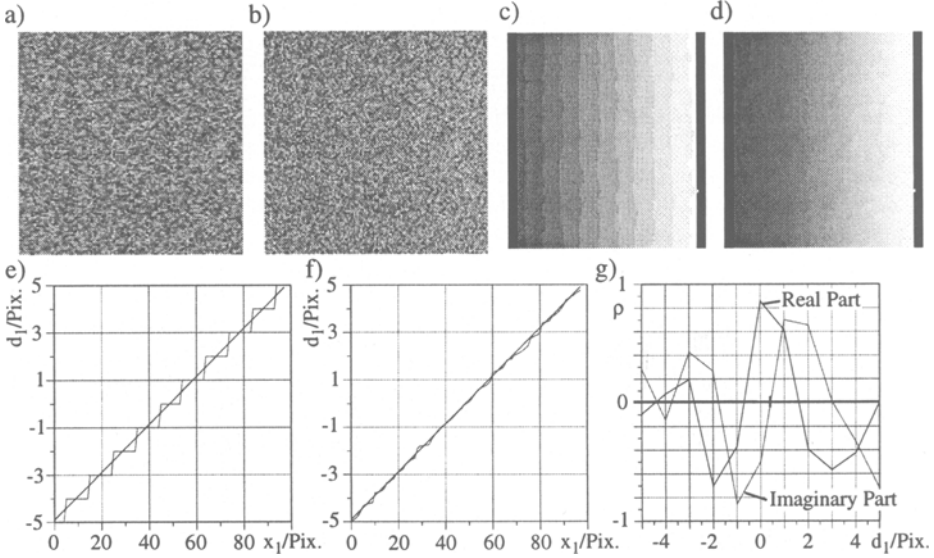 a)
b)
c)
d)
e)
d₁/Pix.
5
3
1
-1
-3
-5
0 20 40 60 80 x₁/Pix.
f)
d₁/Pix.
5
3
1
-1
-3
-5
0 20 40 60 80 x₁/Pix.
g)
1
ρ
0
-1
Real Part
Imaginary Part
-4 -2 0 2 4 d₁/Pix.